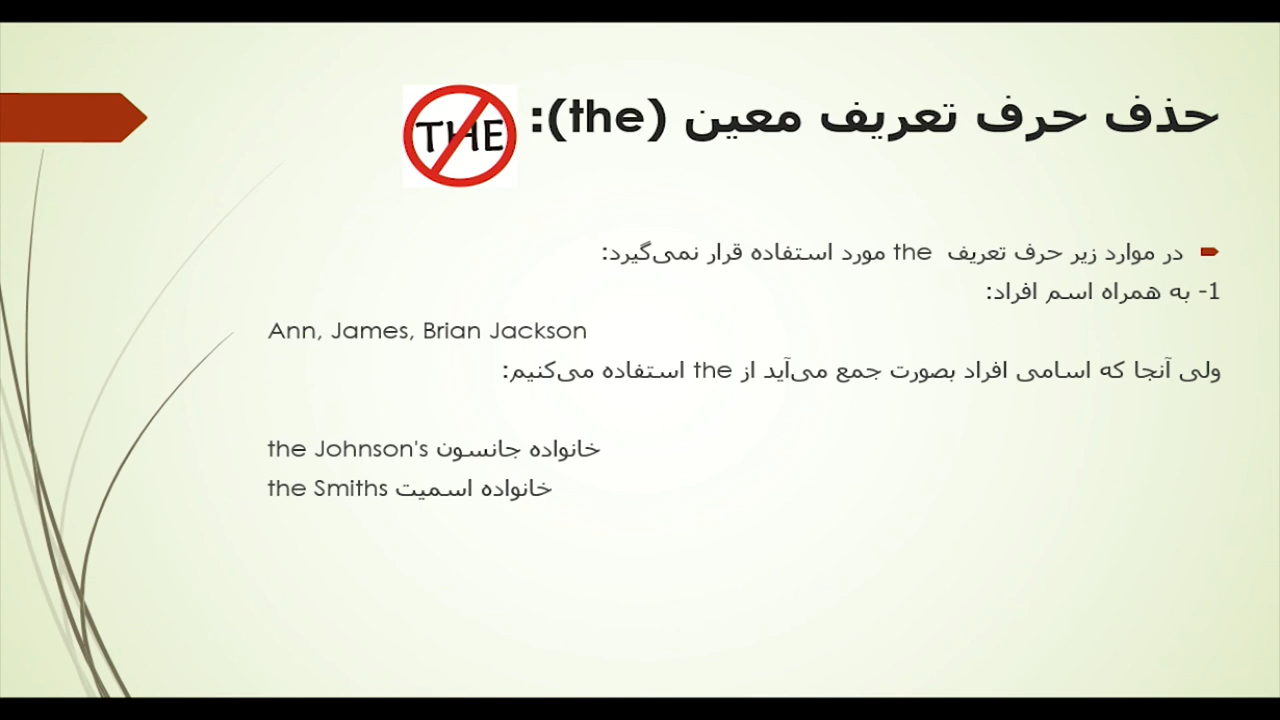 حذف حرف تعریف معین (the):
THE
در موارد زیر حرف تعریف the مورد استفاده قرار نمی‌گیرد:
1- به همراه اسم افراد:
Ann, James, Brian Jackson
ولی آنجا که اسامی افراد بصورت جمع می‌آید از the استفاده می‌کنیم:
the Johnson's خانواده جانسون
the Smiths خانواده اسمیت